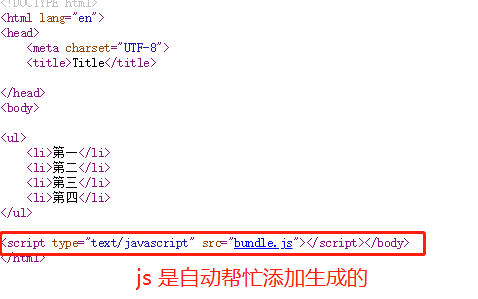 <!DOCTYPE html>
<html lang="en">
<head>
<meta charset="UTF-8">
<title>Title</title>
</head>
<body>
<ul>
<li>第一</li>
<li>第二</li>
<li>第三</li>
<li>第四</li>
</ul>
<script type="text/javascript" src="bundle.js"></script></body>
</html>
js 是自动帮忙添加生成的